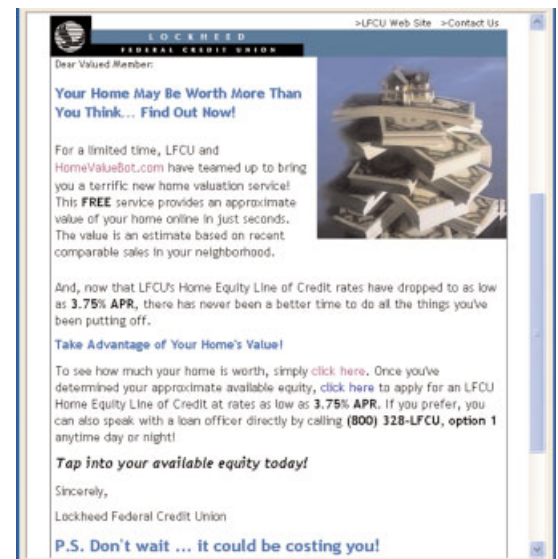 >LFCU Web Site >Contact Us
LOCKHEED
FEDERAL CREDIT UNION
Dear Valued Member:
Your Home May Be Worth More Than
You Think... Find Out Now!
For a limited time, LFCU and
HomeValueBot.com have teamed up to bring
you a terrific new home valuation service!
This FREE service provides an approximate
value of your home online in just seconds.
The value is an estimate based on recent
comparable sales in your neighborhood.
And, now that LFCU's Home Equity Line of Credit rates have dropped to as low
as 3.75% APR, there has never been a better time to do all the things you've
been putting off.
Take Advantage of Your Home's Value!
To see how much your home is worth, simply click here. Once you've
determined your approximate available equity, click here to apply for an LFCU
Home Equity Line of Credit at rates as low as 3.75% APR. If you prefer, you
can also speak with a loan officer directly by calling (800) 328-LFCU, option 1
anytime day or night!
Tap into your available equity today!
Sincerely,
Lockheed Federal Credit Union
P.S. Don't wait ... it could be costing you!